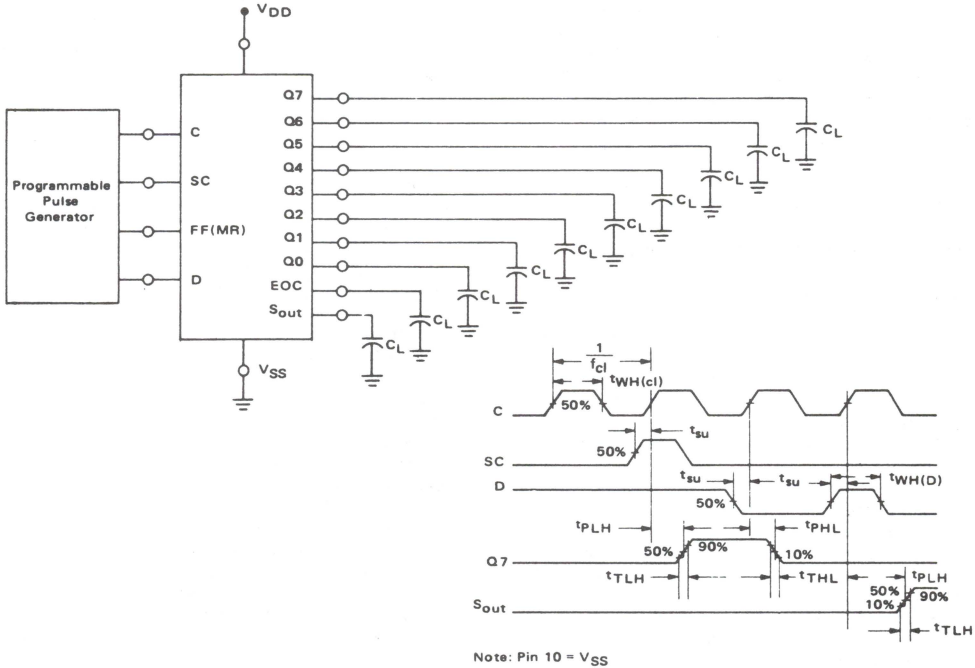 VDD
Programmable
Pulse
Generator
C
SC
FF(MR)
D
Q7
Q6
Q5
Q4
Q3
Q2
Q1
Q0
EOC
Sout
CL
CL
CL
CL
CL
CL
CL
CL
CL
CL
VSS
1
fcl
tWH(cl)
C
50%
tsu
50%
SC
tsu
tsu
tWH(D)
D
50%
tPLH
tPHL
50%
90%
10%
Q7
tTLH
tTHL
tPLH
50%
90%
10%
Sout
tTLH
Note: Pin 10 = VSS